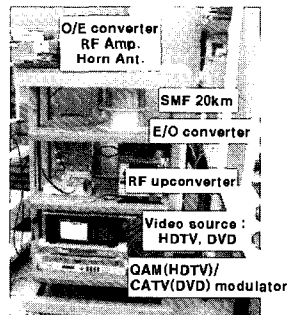 O/E converter
RF Amp.
Horn Ant.
SMF 20km
E/O converter
RF upconverter
Video source :
HDTV, DVD
QAM(HDTV)/
CATV(DVD) modulator